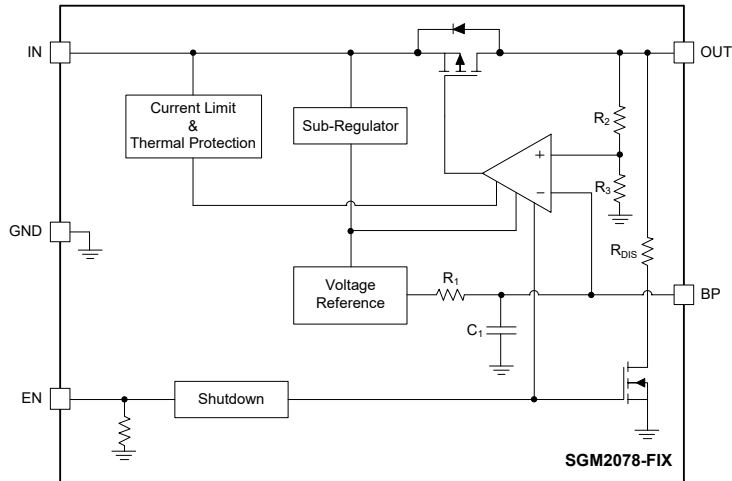 IN
OUT
Current Limit
&
Thermal Protection
Sub-Regulator
R2
+
−
R3
GND
RDIS
Voltage
Reference
R1
BP
C1
EN
Shutdown
SGM2078-FIX